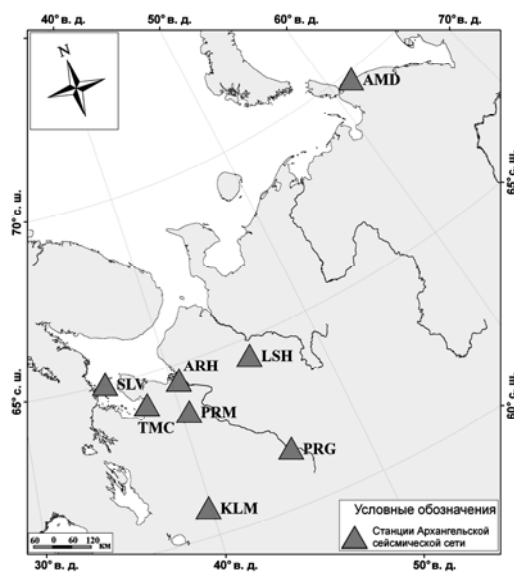 40° в. д.
50° в. д.
60° в. д.
70° в. д.
N
AMD
65° с. ш.
70° с. ш.
LSH
ARH
SLV
65° с. ш.
TMC
PRM
60° с. ш.
PRG
KLM
Условные обозначения
Станции Архангельской
сейсмической сети
60 0 60 120
КМ
30° в. д.
40° в. д.
50° в. д.